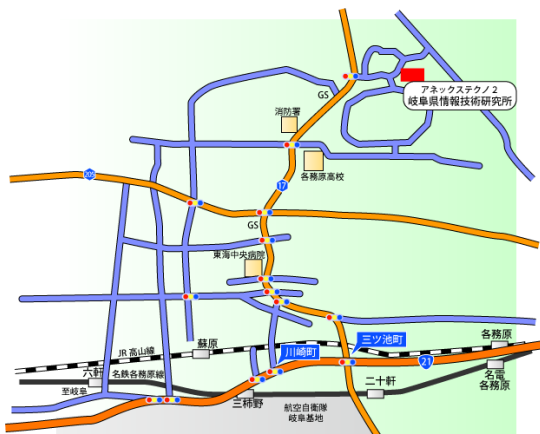 GS
アネックステクノ2
岐阜県情報技術研究所
消防署
各務原高校
205
17
GS
東海中央病院
JR高山線
蘇原
川崎町
三ツ池町
各務原
21
六軒
名鉄各務原線
至岐阜
三柿野
二十軒
名電
各務原
航空自衛隊
岐阜基地